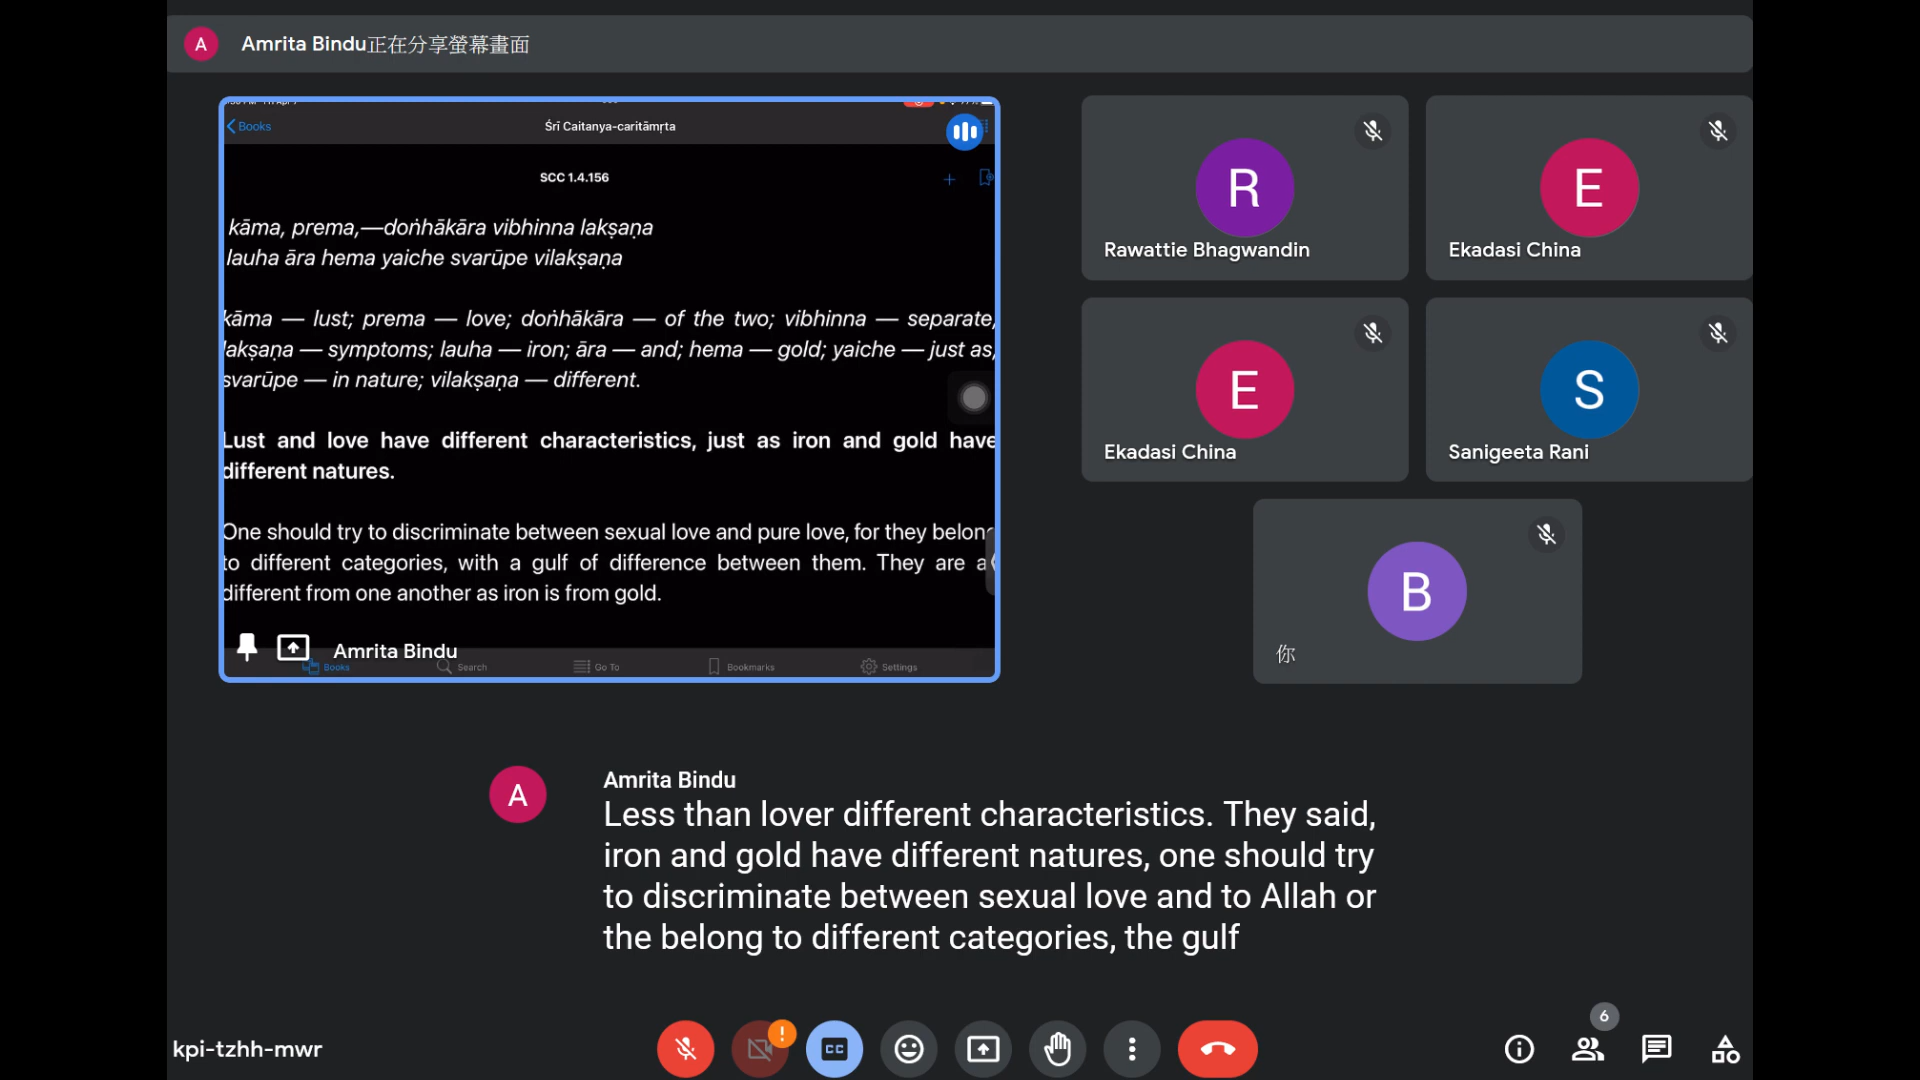 A Amrita Bindu正在分享螢幕畫面
Books
Śrī Caitanya-caritāmṛta
SCC 1.4.156
kāma, prema,—doṅhākāra vibhinna lakṣaṇa
lauha āra hema yaiche svarūpe vilakṣaṇa
kāma — lust; prema — love; doṅhākāra — of the two; vibhinna — separate;
lakṣaṇa — symptoms; lauha — iron; āra — and; hema — gold; yaiche — just as;
svarūpe — in nature; vilakṣaṇa — different.
Lust and love have different characteristics, just as iron and gold have
different natures.
One should try to discriminate between sexual love and pure love, for they belong
to different categories, with a gulf of difference between them. They are as
different from one another as iron is from gold.
Amrita Bindu
Books
Search
Go To
Bookmarks
Settings
R
Rawattie Bhagwandin
E
Ekadasi China
E
Ekadasi China
S
Sanigeeta Rani
B
你
A
Amrita Bindu
Less than lover different characteristics. They said,
iron and gold have different natures, one should try
to discriminate between sexual love and to Allah or
the belong to different categories, the gulf
kpi-tzhh-mwr
CC
6